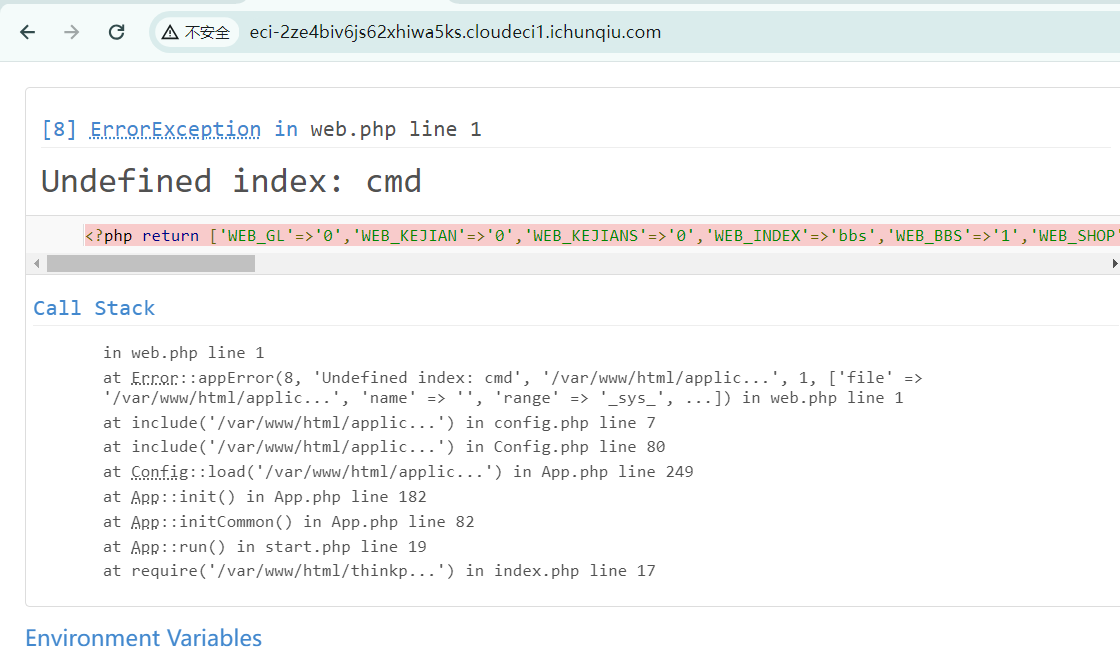 不安全 eci-2ze4biv6js62xhiwa5ks.cloudeci1.ichunqiu.com
[8] ErrorException in web.php line 1
Undefined index: cmd
<?php return ['WEB_GL'=>'0','WEB_KEJIAN'=>'0','WEB_KEJIANS'=>'0','WEB_INDEX'=>'bbs','WEB_BBS'=>'1','WEB_SHOP'
Call Stack
in web.php line 1
at Error::appError(8, 'Undefined index: cmd', '/var/www/html/applic...', 1, ['file' =>
'/var/www/html/applic...', 'name' => '', 'range' => '_sys_', ...]) in web.php line 1
at include('/var/www/html/applic...') in config.php line 7
at include('/var/www/html/applic...') in Config.php line 80
at Config::load('/var/www/html/applic...') in App.php line 249
at App::init() in App.php line 182
at App::initCommon() in App.php line 82
at App::run() in start.php line 19
at require('/var/www/html/thinkp...') in index.php line 17
Environment Variables